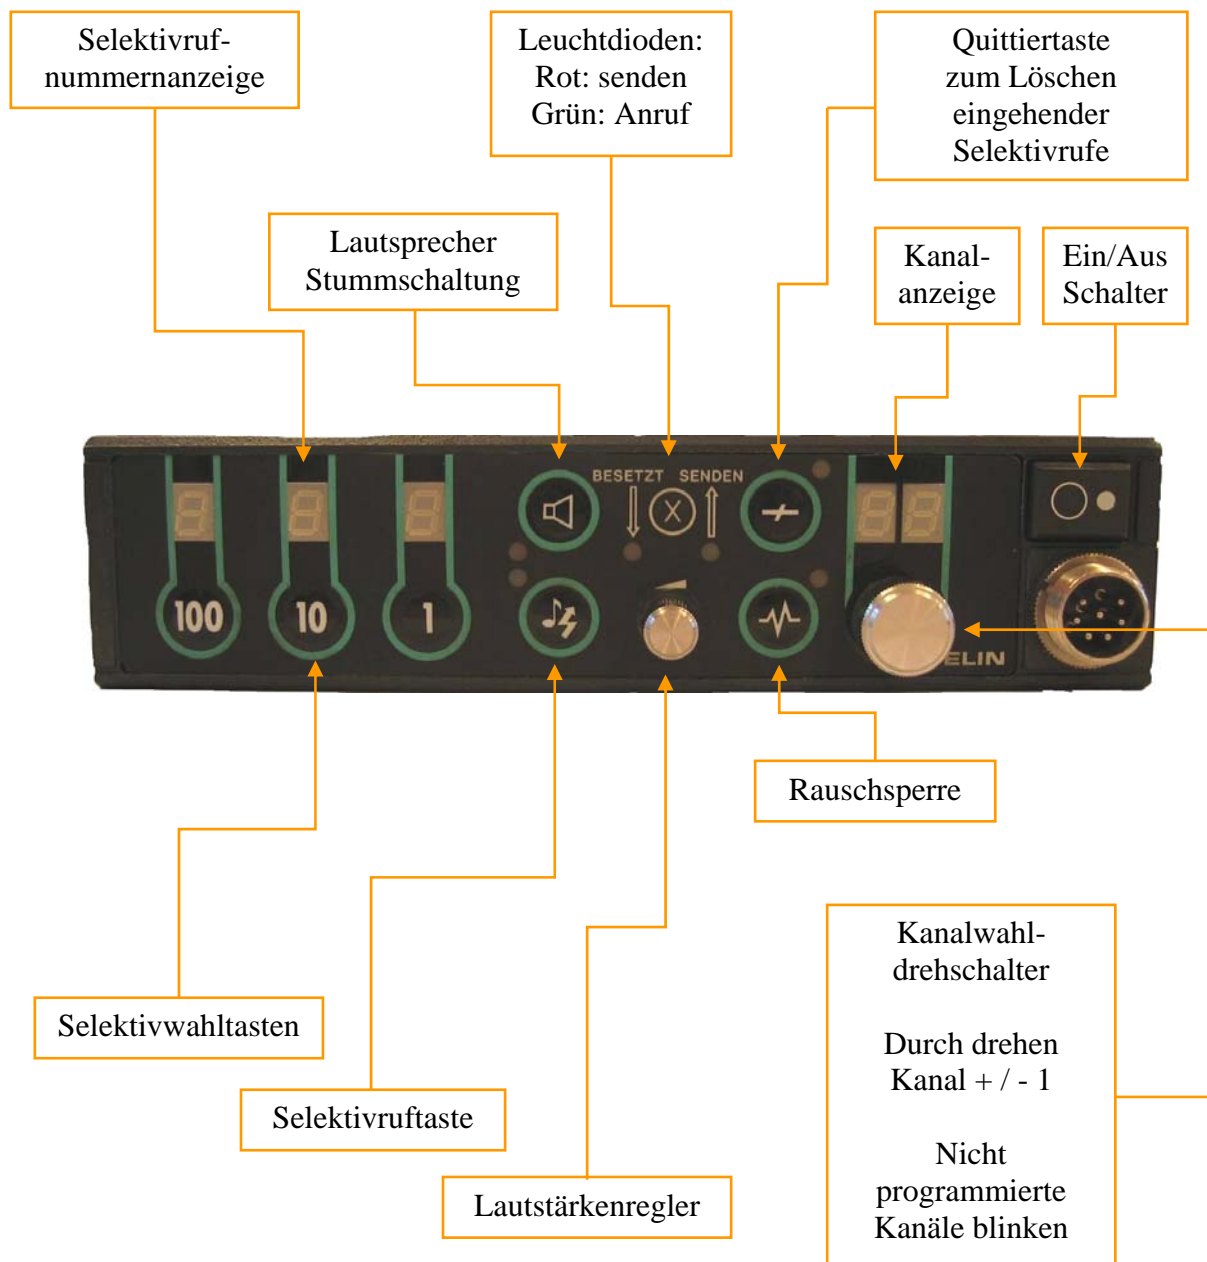 Selektivruf-
nummernanzeige
Leuchtdioden:
Rot: senden
Grün: Anruf
Quittiertaste
zum Löschen
eingehender
Selektivrufe
Lautsprecher
Stummschaltung
Kanal-
anzeige
Ein/Aus
Schalter
BESETZT SENDEN
X
100
10
1
ELIN
Rauschsperre
Kanalwahl-
drehschalter
Durch drehen
Kanal + / - 1
Nicht
programmierte
Kanäle blinken
Selektivwahltasten
Selektivruftaste
Lautstärkenregler